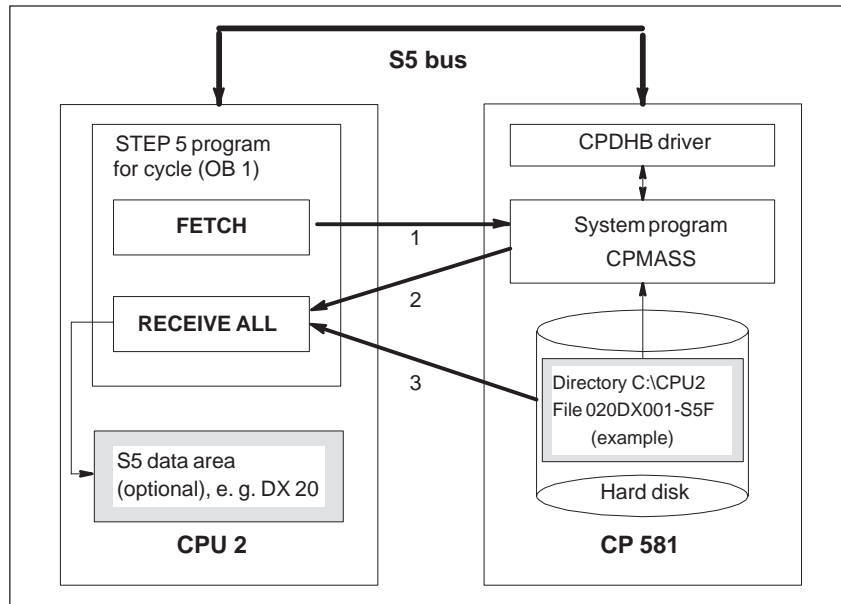 S5 bus
STEP 5 program
for cycle (OB 1)
FETCH
RECEIVE ALL
S5 data area
(optional), e. g. DX 20
CPU 2
1
2
3
CPDHB driver
System program
CPMASS
Directory C:\CPU2
File 020DX001-S5F
(example)
Hard disk
CP 581